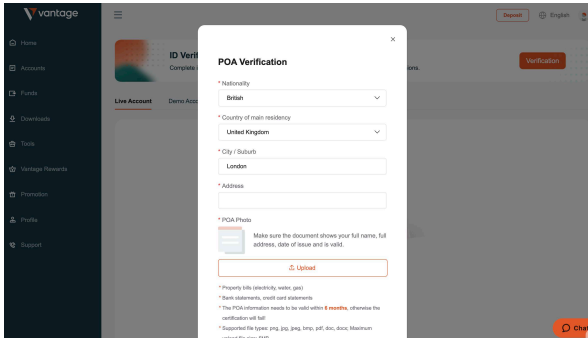 vantage
Deposit
English
Home
Accounts
Funds
Downloads
Tools
Vantage Rewards
Promotion
Profile
Support
ID Veri
Complete
ions.
Verification
Live Account
Demo Acc
POA Verification
* Nationality
British
* Country of main residency
United Kingdom
* City / Suburb
London
* Address
* POA Photo
Make sure the document shows your full name, full
address, date of issue and is valid.
Upload
* Property bills (electricity, water, gas)
* Bank statements, credit card statements
* The POA information needs to be valid within 6 months, otherwise the
certification will fail!
* Supported file types: png, jpg, jpeg, bmp, pdf, doc, docx; Maximum
Chat